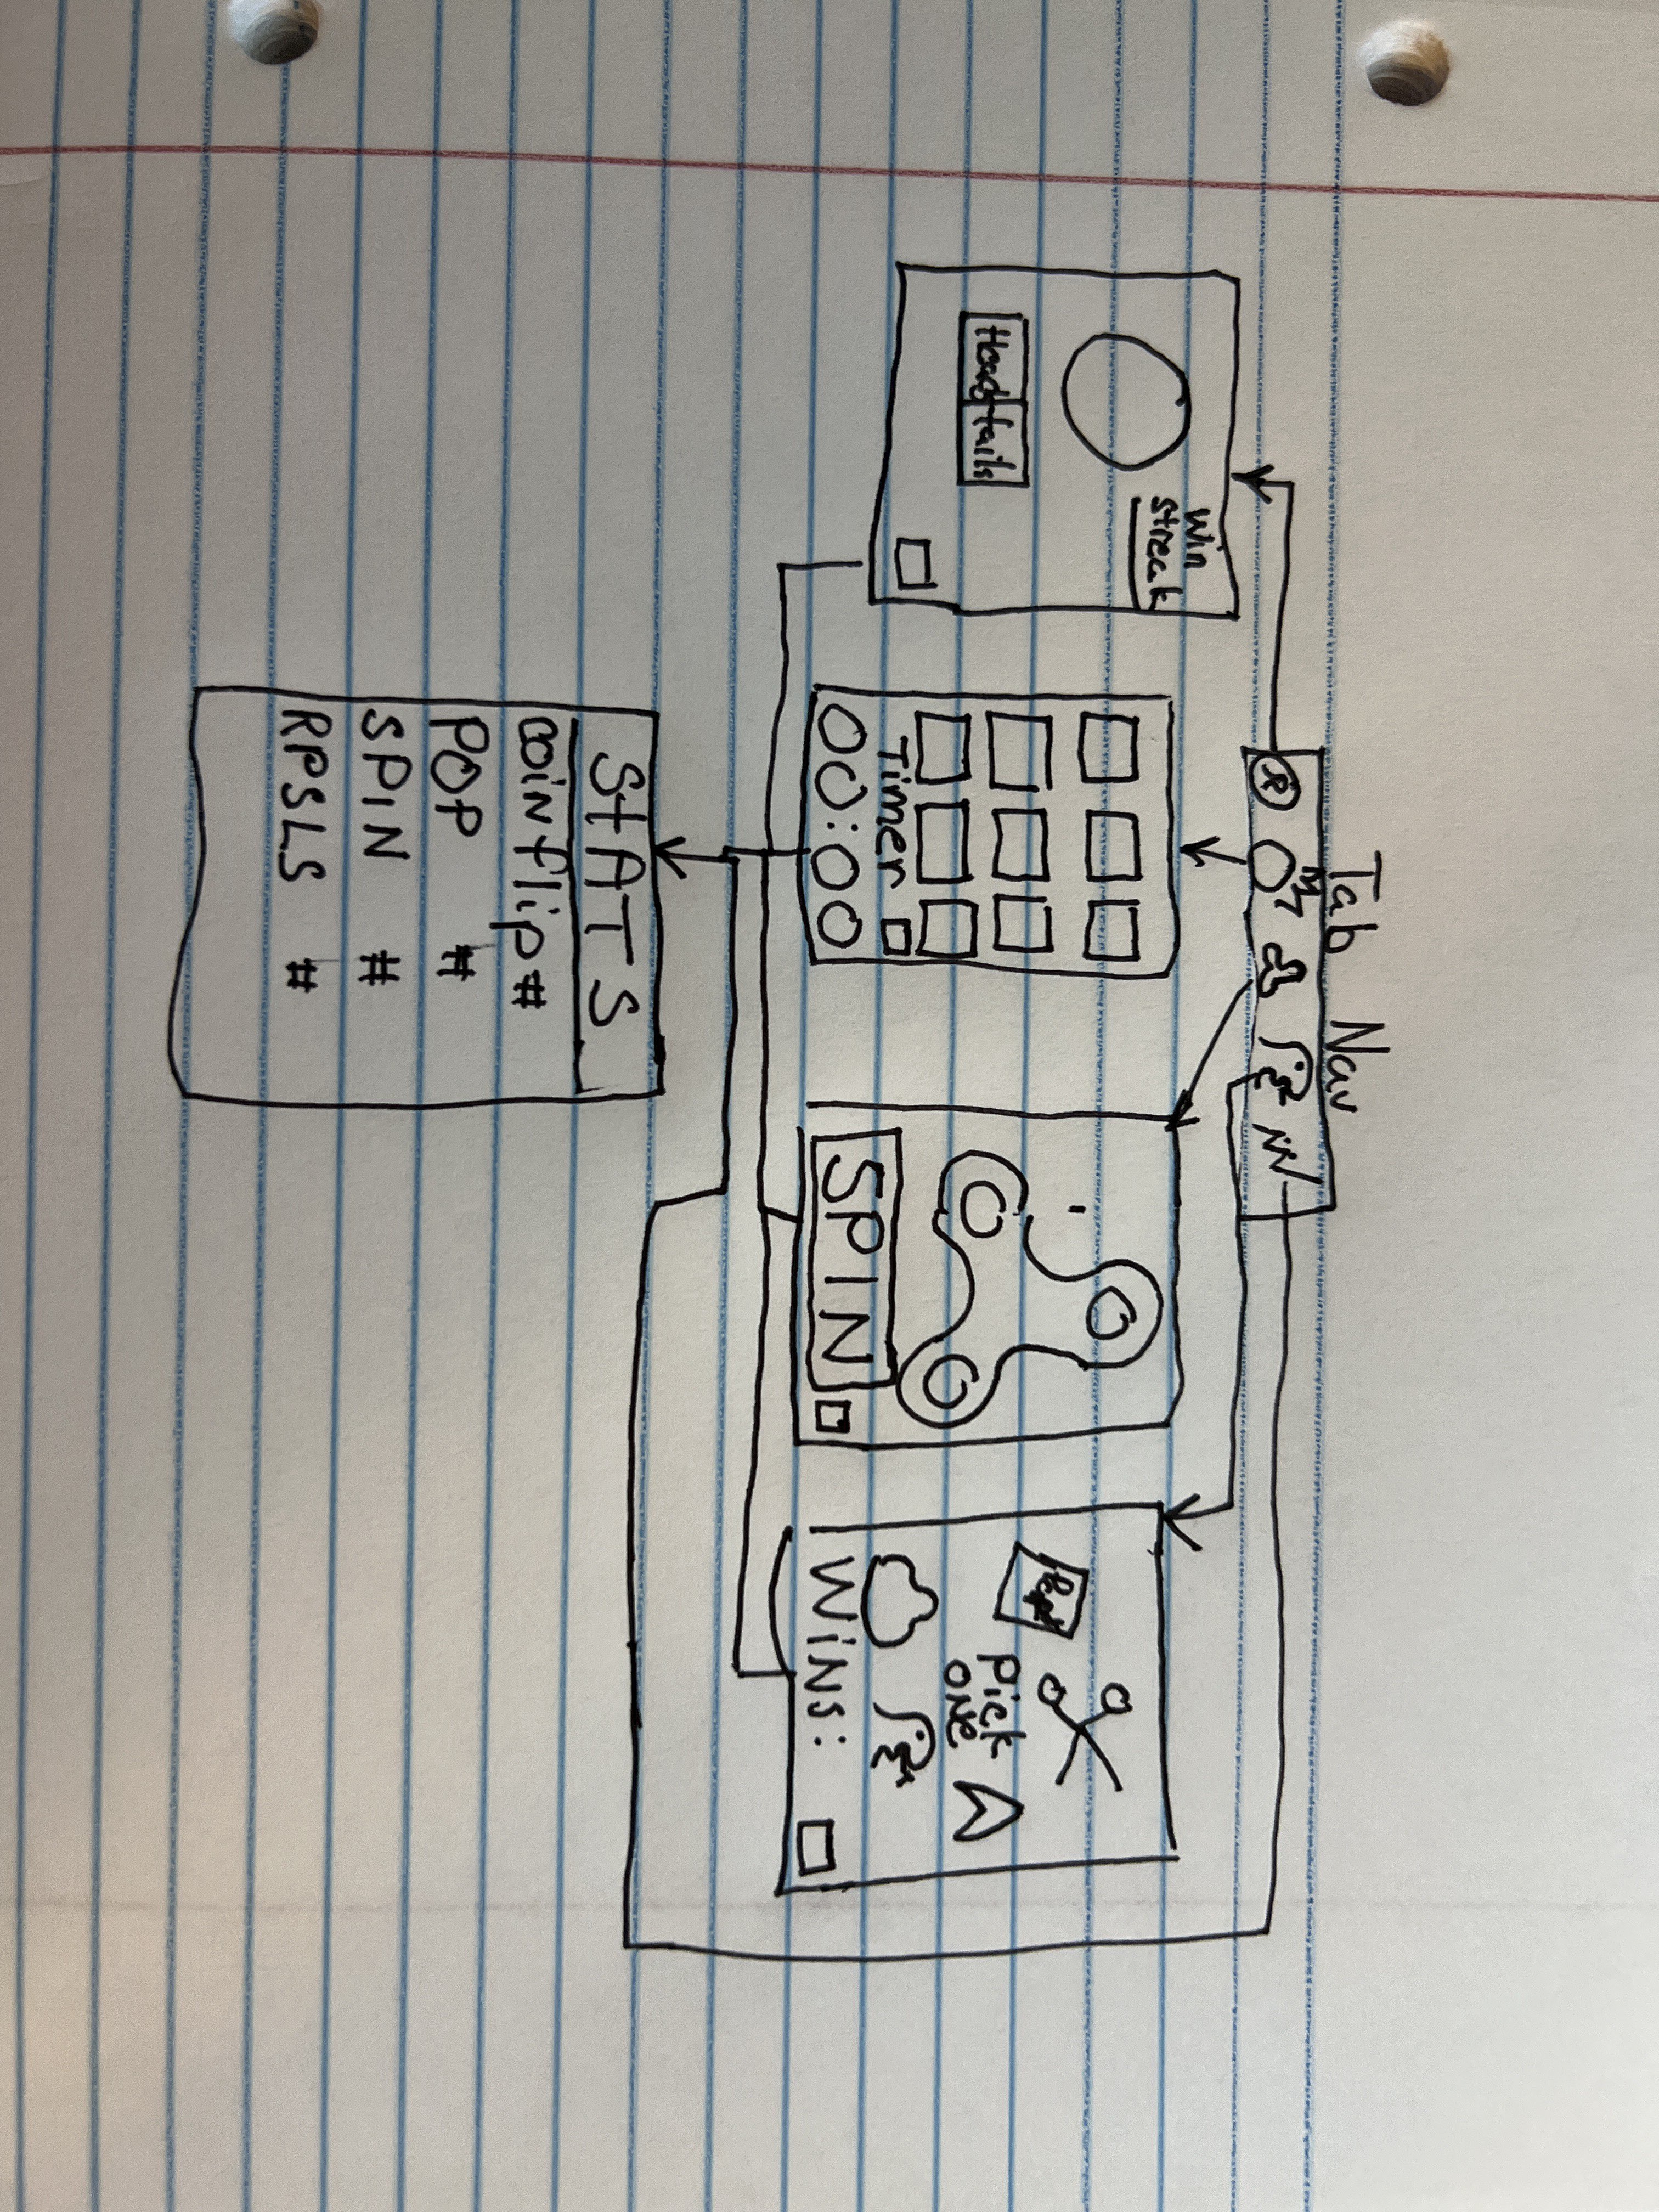 Tab Nav
Win
streak
Heads tails
Timer
00:00
SPIN
Pick
one
Wins:
StATS
Coin flip #
POP #
SPIN #
RPSLS #